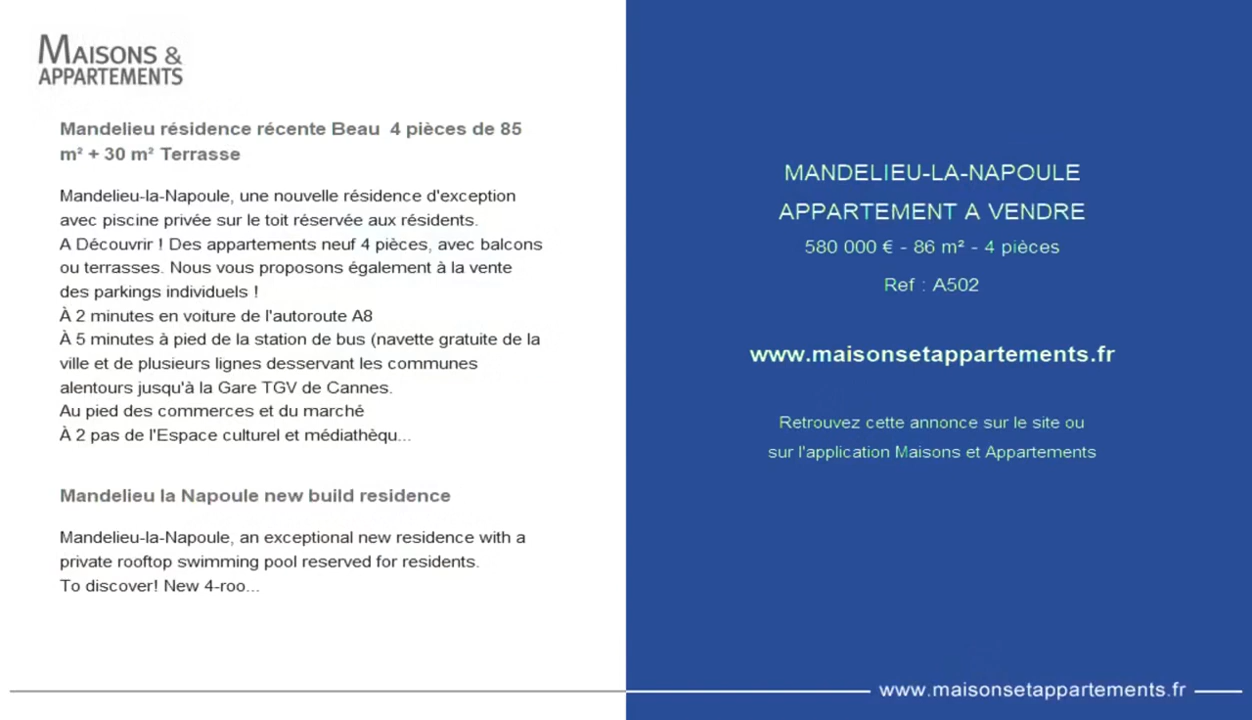 MAISONS &
APPARTEMENTS
Mandelieu résidence récente Beau  4 pièces de 85
m² + 30 m² Terrasse
Mandelieu-la-Napoule, une nouvelle résidence d'exception
avec piscine privée sur le toit réservée aux résidents.
A Découvrir ! Des appartements neuf 4 pièces, avec balcons
ou terrasses. Nous vous proposons également à la vente
des parkings individuels !
À 2 minutes en voiture de l'autoroute A8
À 5 minutes à pied de la station de bus (navette gratuite de la
ville et de plusieurs lignes desservant les communes
alentours jusqu'à la Gare TGV de Cannes.
Au pied des commerces et du marché
À 2 pas de l'Espace culturel et médiathèqu...
Mandelieu la Napoule new build residence
Mandelieu-la-Napoule, an exceptional new residence with a
private rooftop swimming pool reserved for residents.
To discover! New 4-roo...
MANDELIEU-LA-NAPOULE
APPARTEMENT A VENDRE
580 000 € - 86 m² - 4 pièces
Ref : A502
www.maisonsetappartements.fr
Retrouvez cette annonce sur le site ou
sur l'application Maisons et Appartements
www.maisonsetappartements.fr